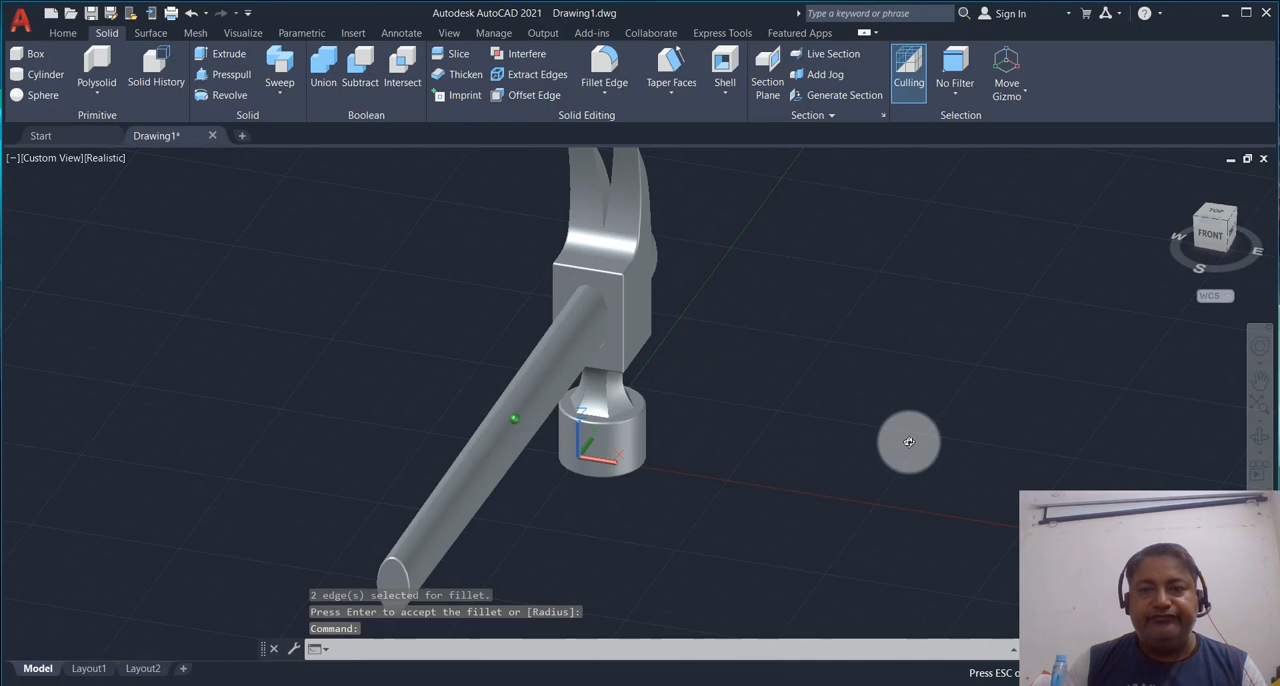 Autodesk AutoCAD 2021 Drawing1.dwg
Type a keyword or phrase
Sign In
Home Solid Surface Mesh Visualize Parametric Insert Annotate View Manage Output Add-ins Collaborate Express Tools Featured Apps
Box
Cylinder
Sphere
Polysolid
Solid History
Primitive
Extrude
Presspull
Revolve
Sweep
Solid
Union
Subtract
Intersect
Boolean
Slice
Thicken
Imprint
Interfere
Extract Edges
Offset Edge
Fillet Edge
Taper Faces
Shell
Solid Editing
Section
Plane
Live Section
Add Jog
Generate Section
Section
Culling
No Filter
Move
Gizmo
Selection
Start
Drawing1*
[−][Custom View][Realistic]
TOP
FRONT
W
S
E
WCS
Z
X
2 edge(s) selected for fillet.
Press Enter to accept the fillet or [Radius]:
Command:
Model
Layout1
Layout2
Press ESC o